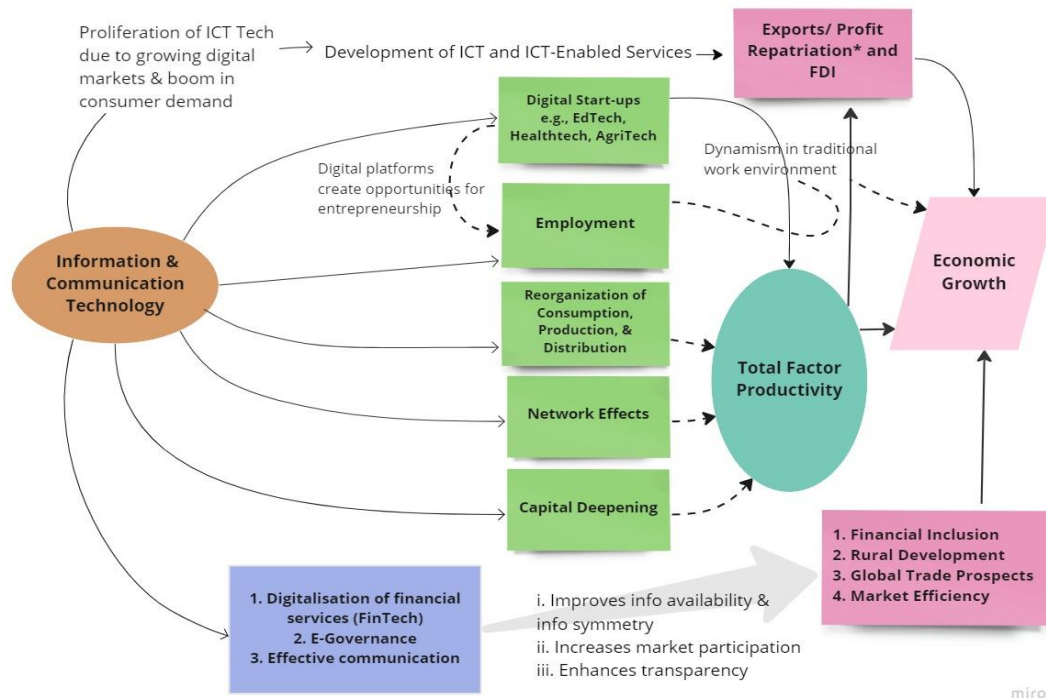 Proliferation of ICT Tech
due to growing digital
markets & boom in
consumer demand
Development of ICT and ICT-Enabled Services
Exports/ Profit
Repatriation* and
FDI
Digital Start-ups
e.g., EdTech,
Healthtech, AgriTech
Digital platforms
create opportunities for
entrepreneurship
Dynamism in traditional
work environment
Employment
Information &
Communication
Technology
Economic
Growth
Reorganization of
Consumption,
Production, &
Distribution
Total Factor
Productivity
Network Effects
Capital Deepening
1. Financial Inclusion
2. Rural Development
3. Global Trade Prospects
4. Market Efficiency
1. Digitalisation of financial
services (FinTech)
2. E-Governance
3. Effective communication
i. Improves info availability &
info symmetry
ii. Increases market participation
iii. Enhances transparency
miro